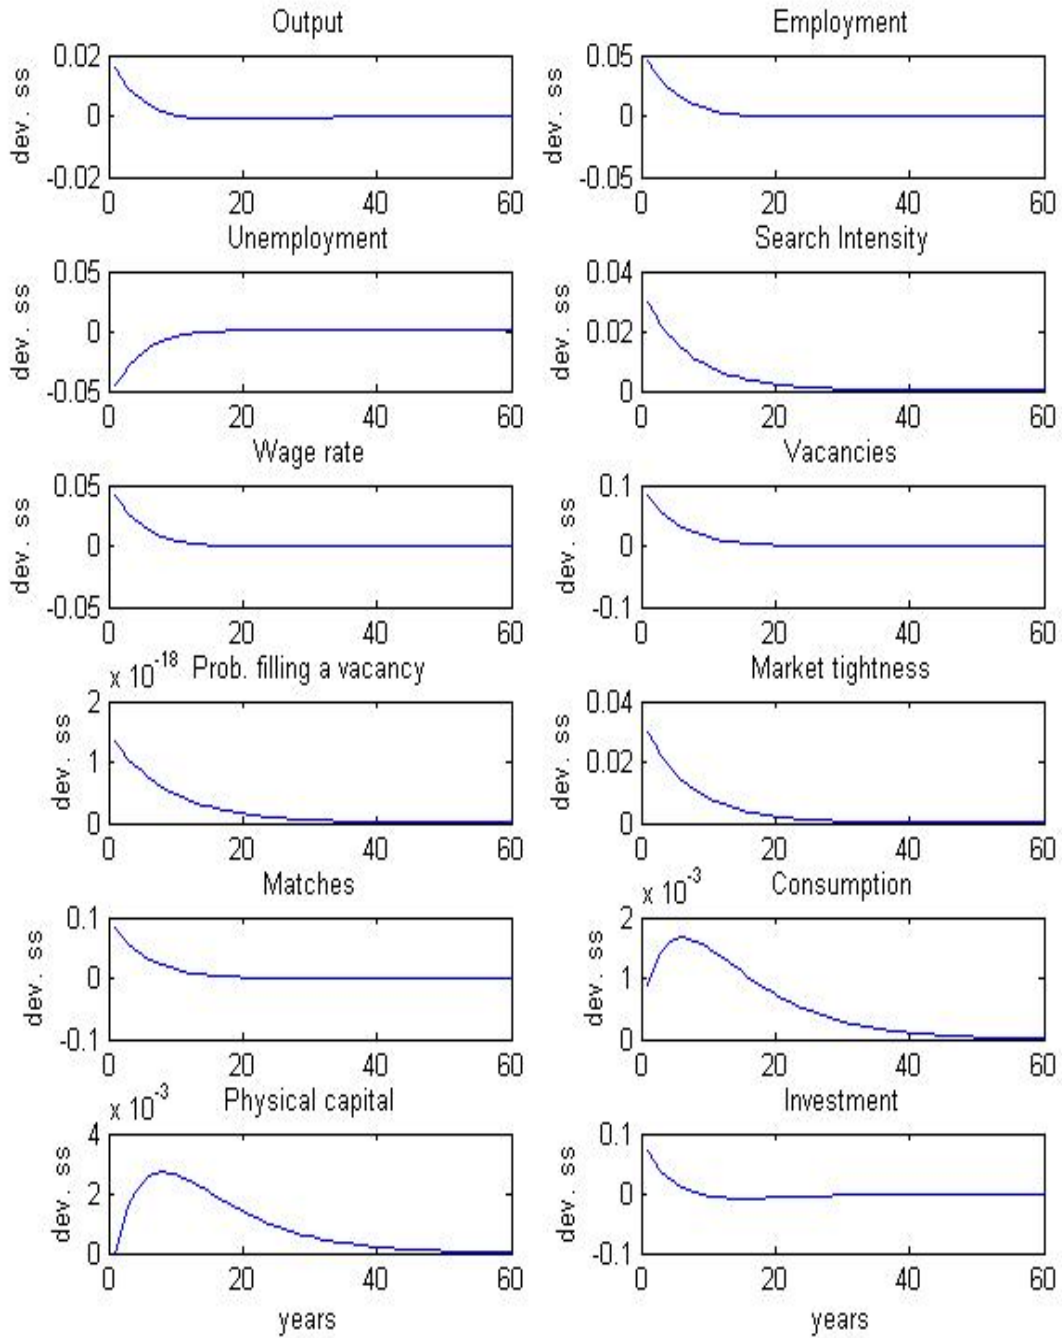 Output
Employment
0.02
0
-0.02
dev. ss
0 20 40 60
0.05
0
-0.05
dev. ss
0 20 40 60
Unemployment
Search Intensity
0.05
0
-0.05
dev. ss
0 20 40 60
0.04
0.02
0
dev. ss
0 20 40 60
Wage rate
Vacancies
0.05
0
-0.05
dev. ss
0 20 40 60
0.1
0
-0.1
dev. ss
0 20 40 60
x 10^-18 Prob. filling a vacancy
Market tightness
2
1
0
dev. ss
0 20 40 60
0.04
0.02
0
dev. ss
0 20 40 60
Matches
x 10^-3 Consumption
0.1
0
-0.1
dev. ss
0 20 40 60
2
1
0
dev. ss
0 20 40 60
x 10^-3 Physical capital
Investment
4
2
0
dev. ss
0 20 40 60
years
0.1
0
-0.1
dev. ss
0 20 40 60
years